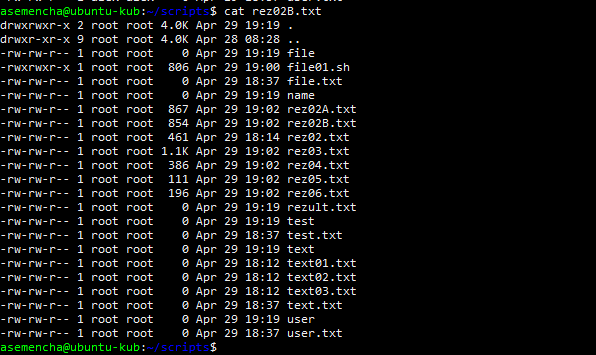 asemencha@ubuntu-kub:~/scripts$ cat rez02B.txt
drwxrwxr-x 2 root root 4.0K Apr 29 19:19 .
drwxr-xr-x 9 root root 4.0K Apr 28 08:28 ..
-rw-rw-r-- 1 root root    0 Apr 29 19:19 file
-rwxrwxr-x 1 root root  806 Apr 29 19:00 file01.sh
-rw-rw-r-- 1 root root    0 Apr 29 18:37 file.txt
-rw-rw-r-- 1 root root    0 Apr 29 19:19 name
-rw-rw-r-- 1 root root  867 Apr 29 19:02 rez02A.txt
-rw-rw-r-- 1 root root  854 Apr 29 19:02 rez02B.txt
-rw-rw-r-- 1 root root  461 Apr 29 18:14 rez02.txt
-rw-rw-r-- 1 root root 1.1K Apr 29 19:02 rez03.txt
-rw-rw-r-- 1 root root  386 Apr 29 19:02 rez04.txt
-rw-rw-r-- 1 root root  111 Apr 29 19:02 rez05.txt
-rw-rw-r-- 1 root root  196 Apr 29 19:02 rez06.txt
-rw-rw-r-- 1 root root    0 Apr 29 19:19 rezult.txt
-rw-rw-r-- 1 root root    0 Apr 29 19:19 test
-rw-rw-r-- 1 root root    0 Apr 29 18:37 test.txt
-rw-rw-r-- 1 root root    0 Apr 29 19:19 text
-rw-rw-r-- 1 root root    0 Apr 29 18:12 text01.txt
-rw-rw-r-- 1 root root    0 Apr 29 18:12 text02.txt
-rw-rw-r-- 1 root root    0 Apr 29 18:12 text03.txt
-rw-rw-r-- 1 root root    0 Apr 29 18:37 text.txt
-rw-rw-r-- 1 root root    0 Apr 29 19:19 user
-rw-rw-r-- 1 root root    0 Apr 29 18:37 user.txt
asemencha@ubuntu-kub:~/scripts$